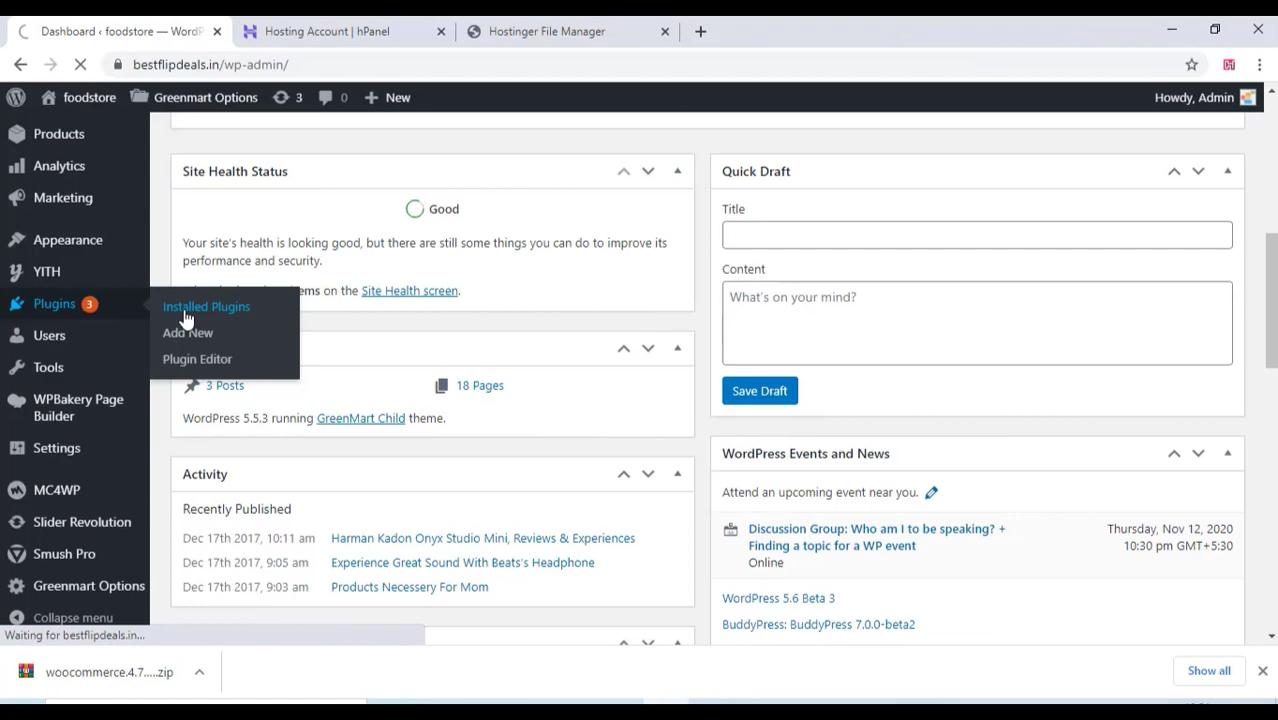 Dashboard ‹ foodstore — WordP
Hosting Account | hPanel
Hostinger File Manager
bestflipdeals.in/wp-admin/
foodstore
Greenmart Options
3
0
New
Howdy, Admin
Products
Analytics
Marketing
Appearance
YITH
Plugins 3
Installed Plugins
Add New
Plugin Editor
Users
Tools
WPBakery Page
Builder
Settings
MC4WP
Slider Revolution
Smush Pro
Greenmart Options
Collapse menu
Site Health Status
Good
Your site's health is looking good, but there are still some things you can do to improve its
performance and security.
on the Site Health screen.
3 Posts
18 Pages
WordPress 5.5.3 running GreenMart Child theme.
Activity
Recently Published
Dec 17th 2017, 10:11 am Harman Kadon Onyx Studio Mini, Reviews & Experiences
Dec 17th 2017, 9:05 am Experience Great Sound With Beats's Headphone
Dec 17th 2017, 9:03 am Products Necessery For Mom
Quick Draft
Title
Content
What's on your mind?
Save Draft
WordPress Events and News
Attend an upcoming event near you.
Discussion Group: Who am I to be speaking? +
Finding a topic for a WP event
Online
Thursday, Nov 12, 2020
10:30 pm GMT+5:30
WordPress 5.6 Beta 3
BuddyPress: BuddyPress 7.0.0-beta2
Waiting for bestflipdeals.in...
woocommerce.4.7.....zip
Show all